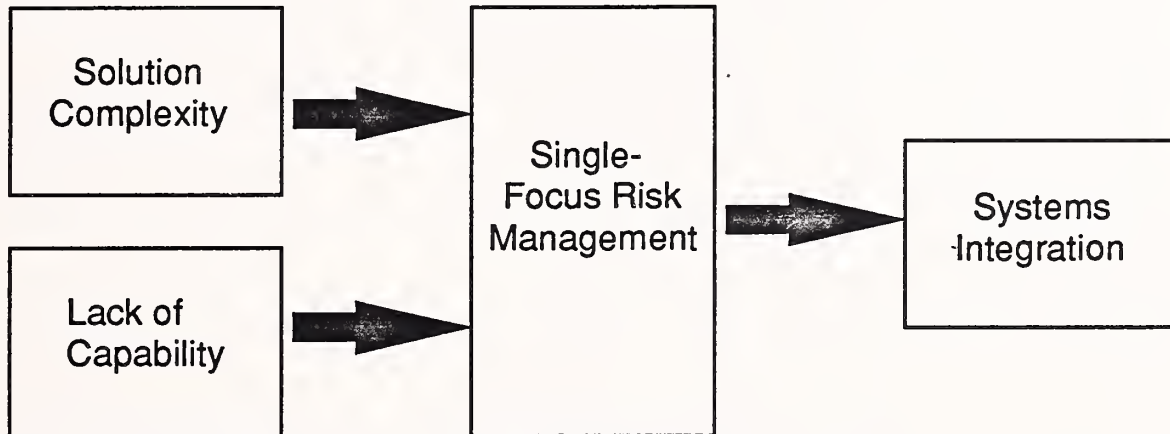 Solution
Complexity
Lack of
Capability
Single-
Focus Risk
Management
Systems
Integration